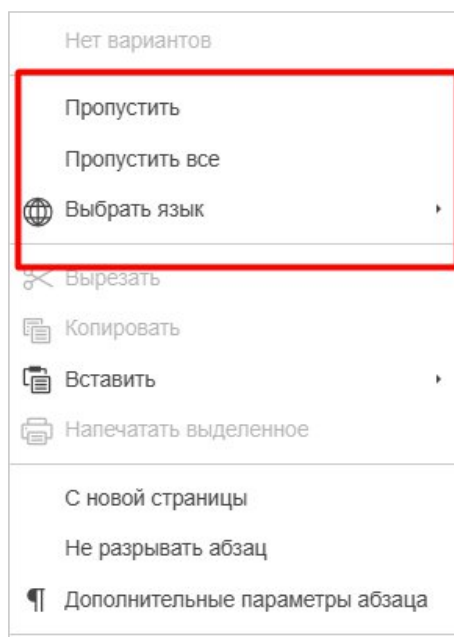 Нет вариантов
Пропустить
Пропустить все
Выбрать язык
Вырезать
Копировать
Вставить
Напечатать выделенное
С новой страницы
Не разрывать абзац
Дополнительные параметры абзаца